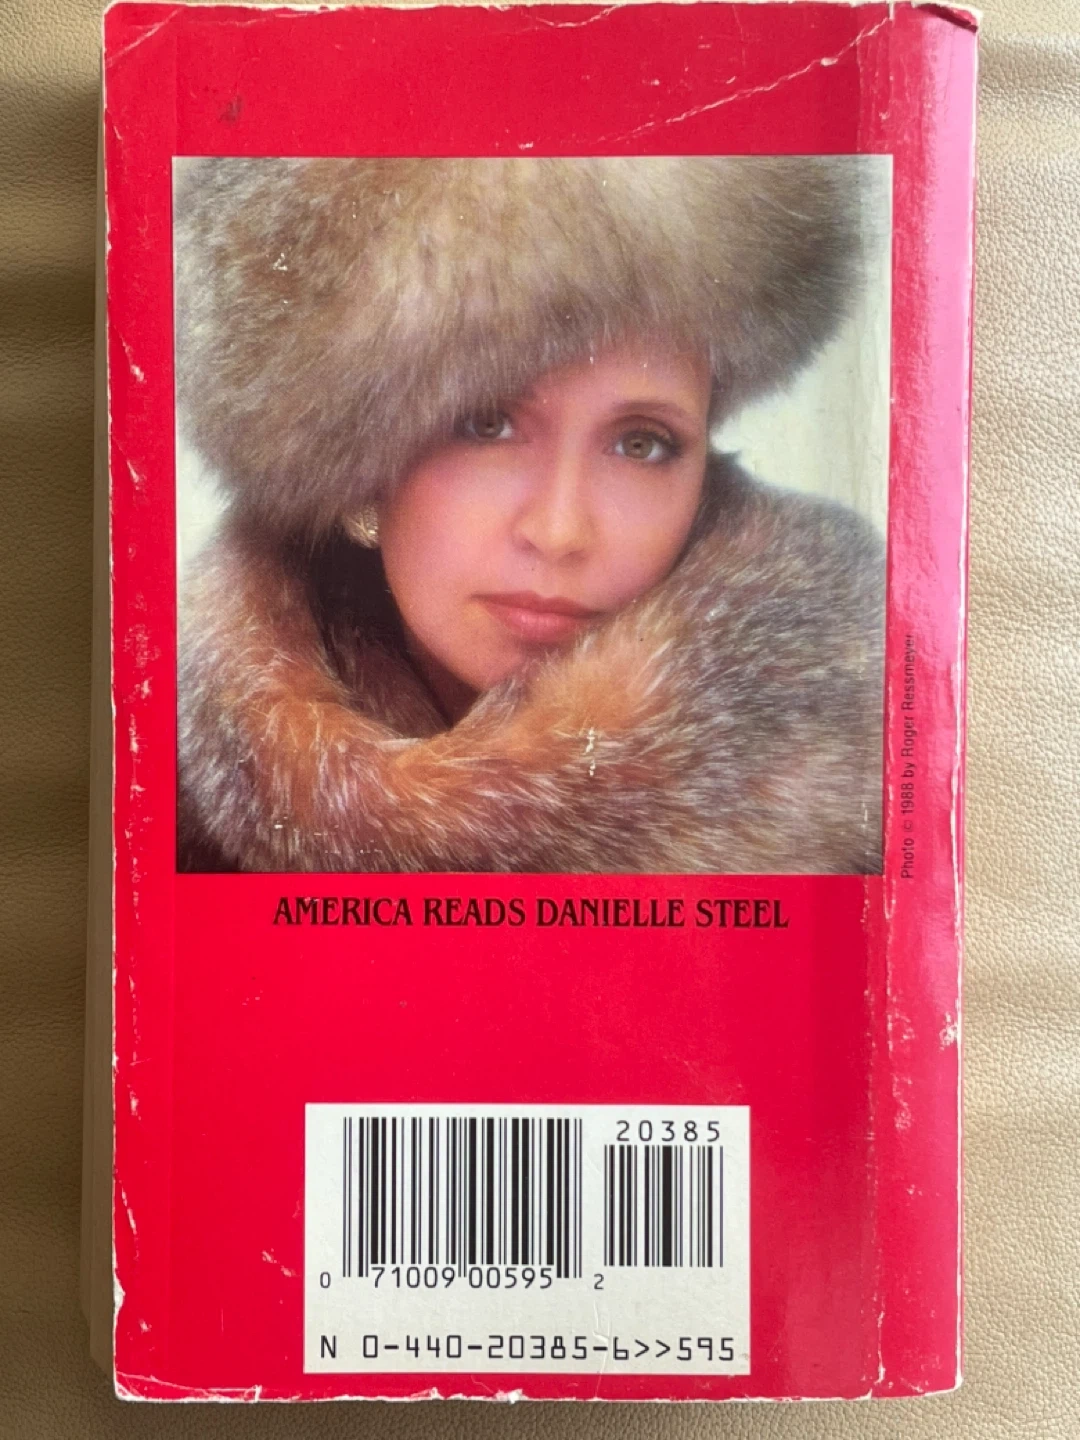 Photo © 1988 by Roger Ressmeyer
AMERICA READS DANIELLE STEEL
20385
0 71009 00595 2
N 0-440-20385-6>>595